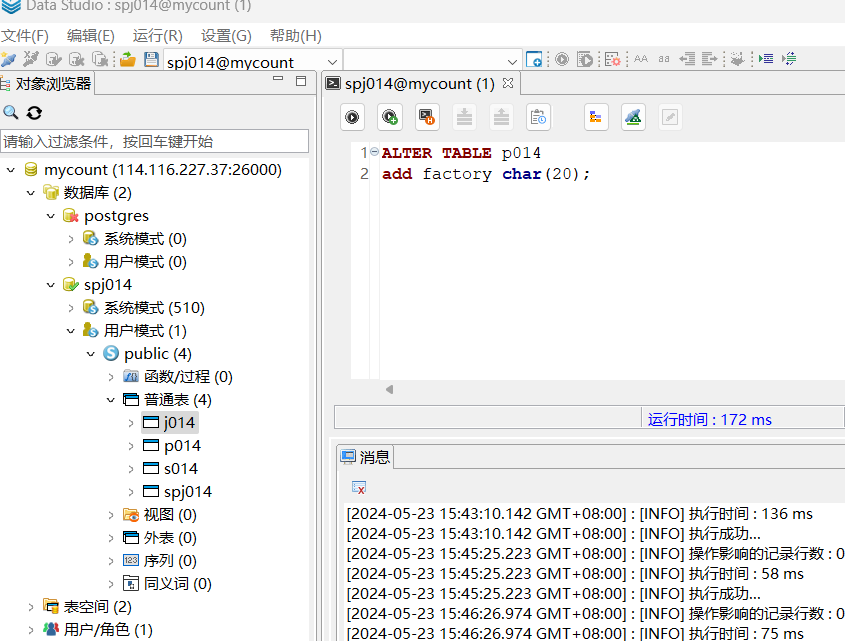 Data Studio : spj014@mycount (1)
文件(F) 编辑(E) 运行(R) 设置(G) 帮助(H)
spj014@mycount
对象浏览器
请输入过滤条件，按回车键开始
mycount (114.116.227.37:26000)
数据库 (2)
postgres
系统模式 (0)
用户模式 (0)
spj014
系统模式 (510)
用户模式 (1)
public (4)
函数/过程 (0)
普通表 (4)
j014
p014
s014
spj014
视图 (0)
外表 (0)
序列 (0)
同义词 (0)
表空间 (2)
用户/角色 (1)
spj014@mycount (1)
1 ALTER TABLE p014
2 add factory char(20);
运行时间 : 172 ms
消息
[2024-05-23 15:43:10.142 GMT+08:00] : [INFO] 执行时间 : 136 ms
[2024-05-23 15:43:10.142 GMT+08:00] : [INFO] 执行成功...
[2024-05-23 15:45:25.223 GMT+08:00] : [INFO] 操作影响的记录行数 : 0
[2024-05-23 15:45:25.223 GMT+08:00] : [INFO] 执行时间 : 58 ms
[2024-05-23 15:45:25.223 GMT+08:00] : [INFO] 执行成功...
[2024-05-23 15:46:26.974 GMT+08:00] : [INFO] 操作影响的记录行数 : 0
[2024-05-23 15:46:26.974 GMT+08:00] : [INFO] 执行时间 : 75 ms